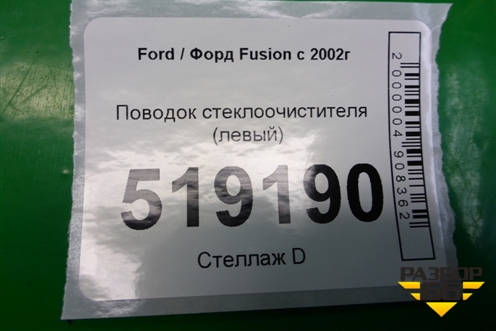 Ford / Форд Fusion с 2002г
Поводок стеклоочистителя
(левый)
519190
Стеллаж D
2000004908362
РАЗБОР